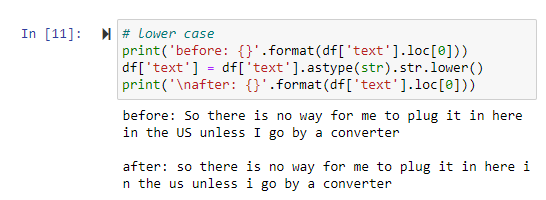 In [11]:
# lower case
print('before: {}'.format(df['text'].loc[0]))
df['text'] = df['text'].astype(str).str.lower()
print('\nafter: {}'.format(df['text'].loc[0]))
before: So there is no way for me to plug it in here
in the US unless I go by a converter
after: so there is no way for me to plug it in here i
n the us unless i go by a converter